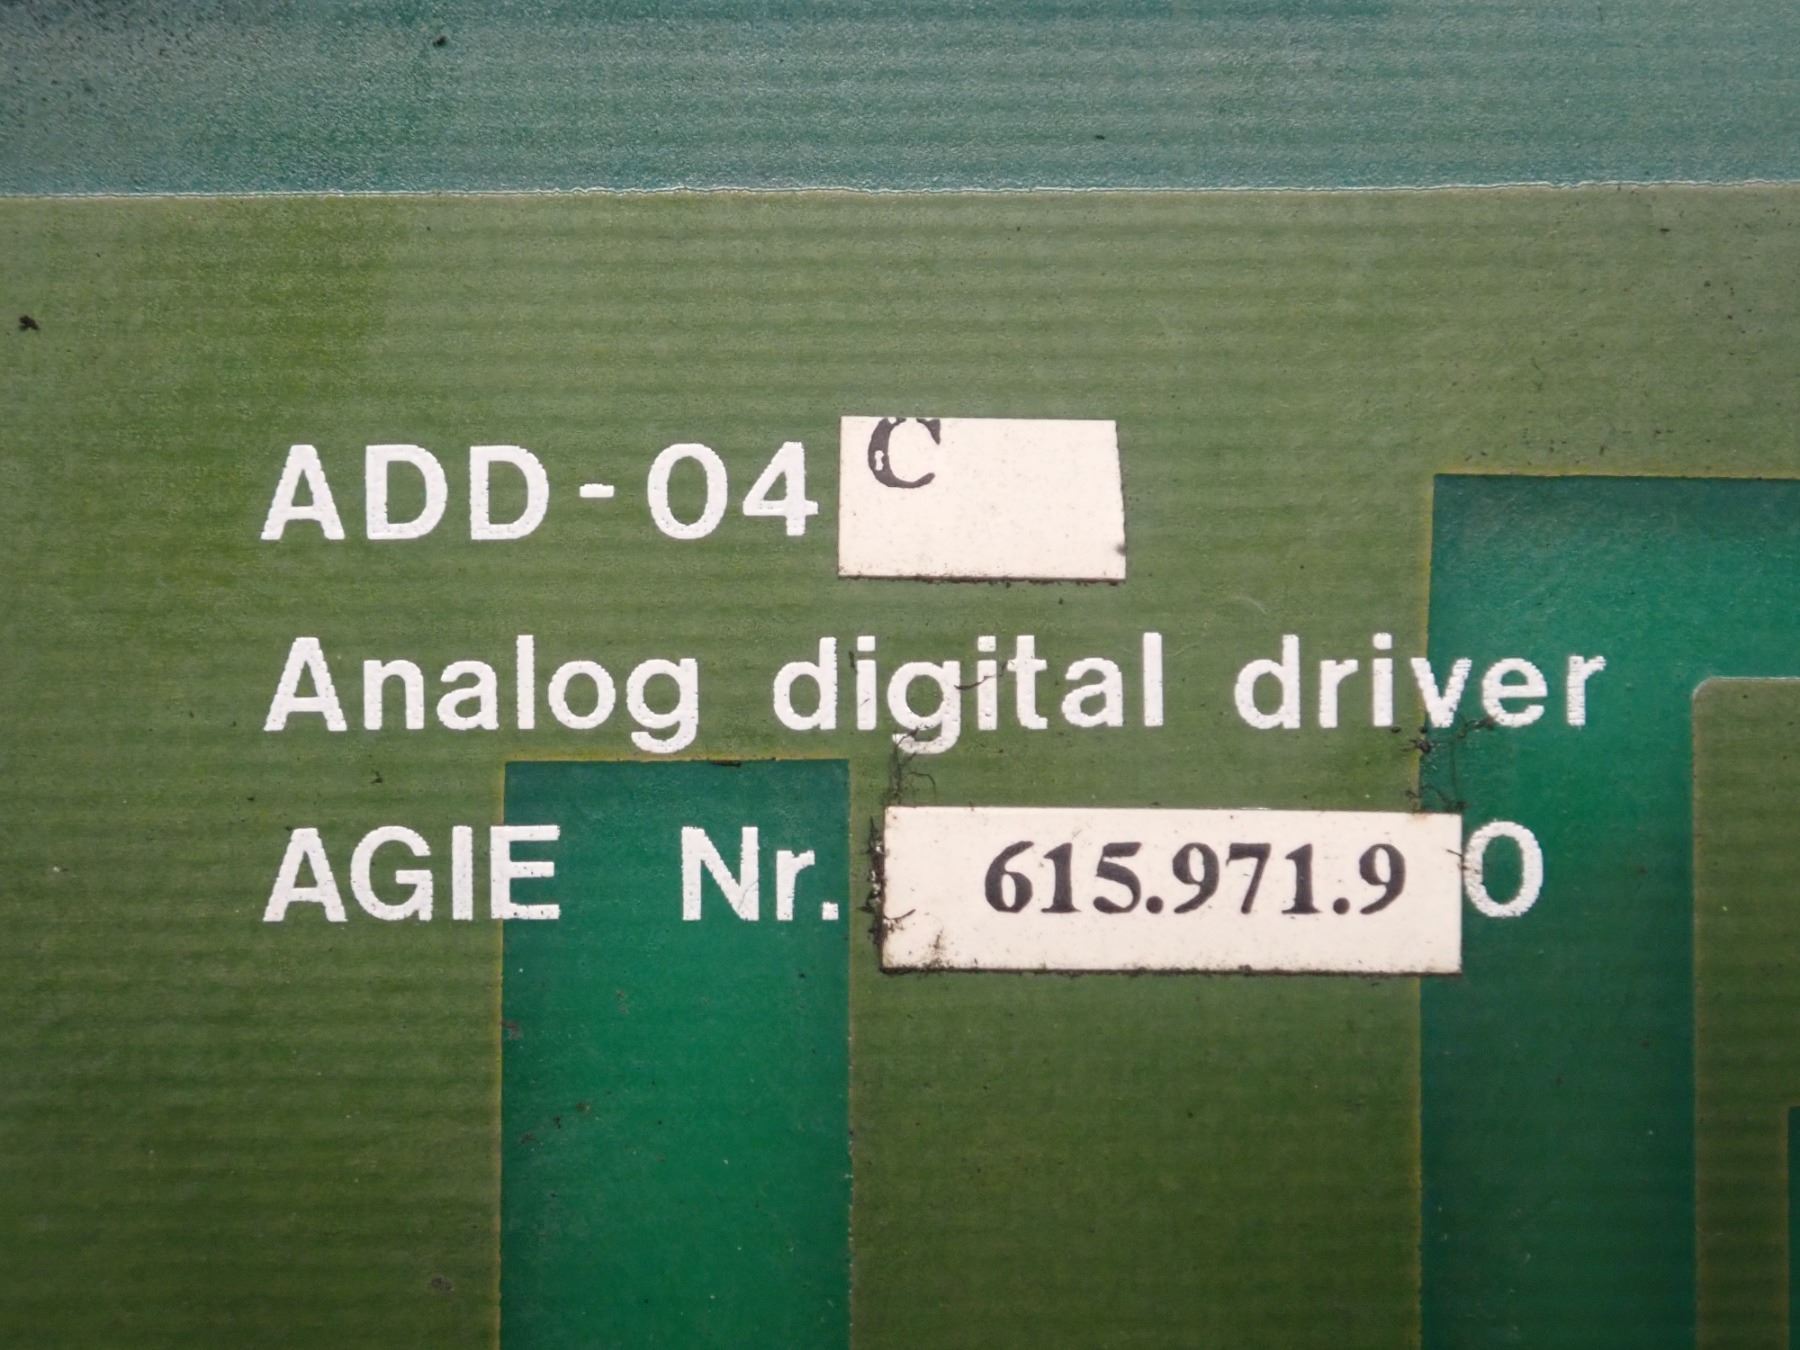 ADD-04 C
Analog digital driver
AGIE Nr. 615.971.9 0